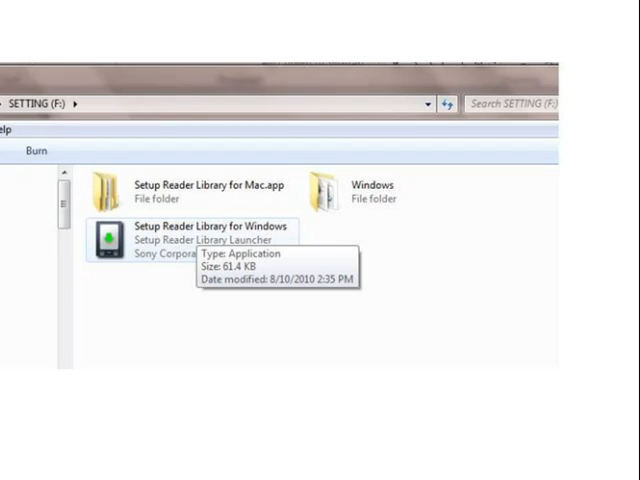 SETTING (F:)
Search SETTING (F:)
elp
Burn
Setup Reader Library for Mac.app
File folder
Windows
File folder
Setup Reader Library for Windows
Setup Reader Library Launcher
Sony Corpora
Type: Application
Size: 61.4 KB
Date modified: 8/10/2010 2:35 PM